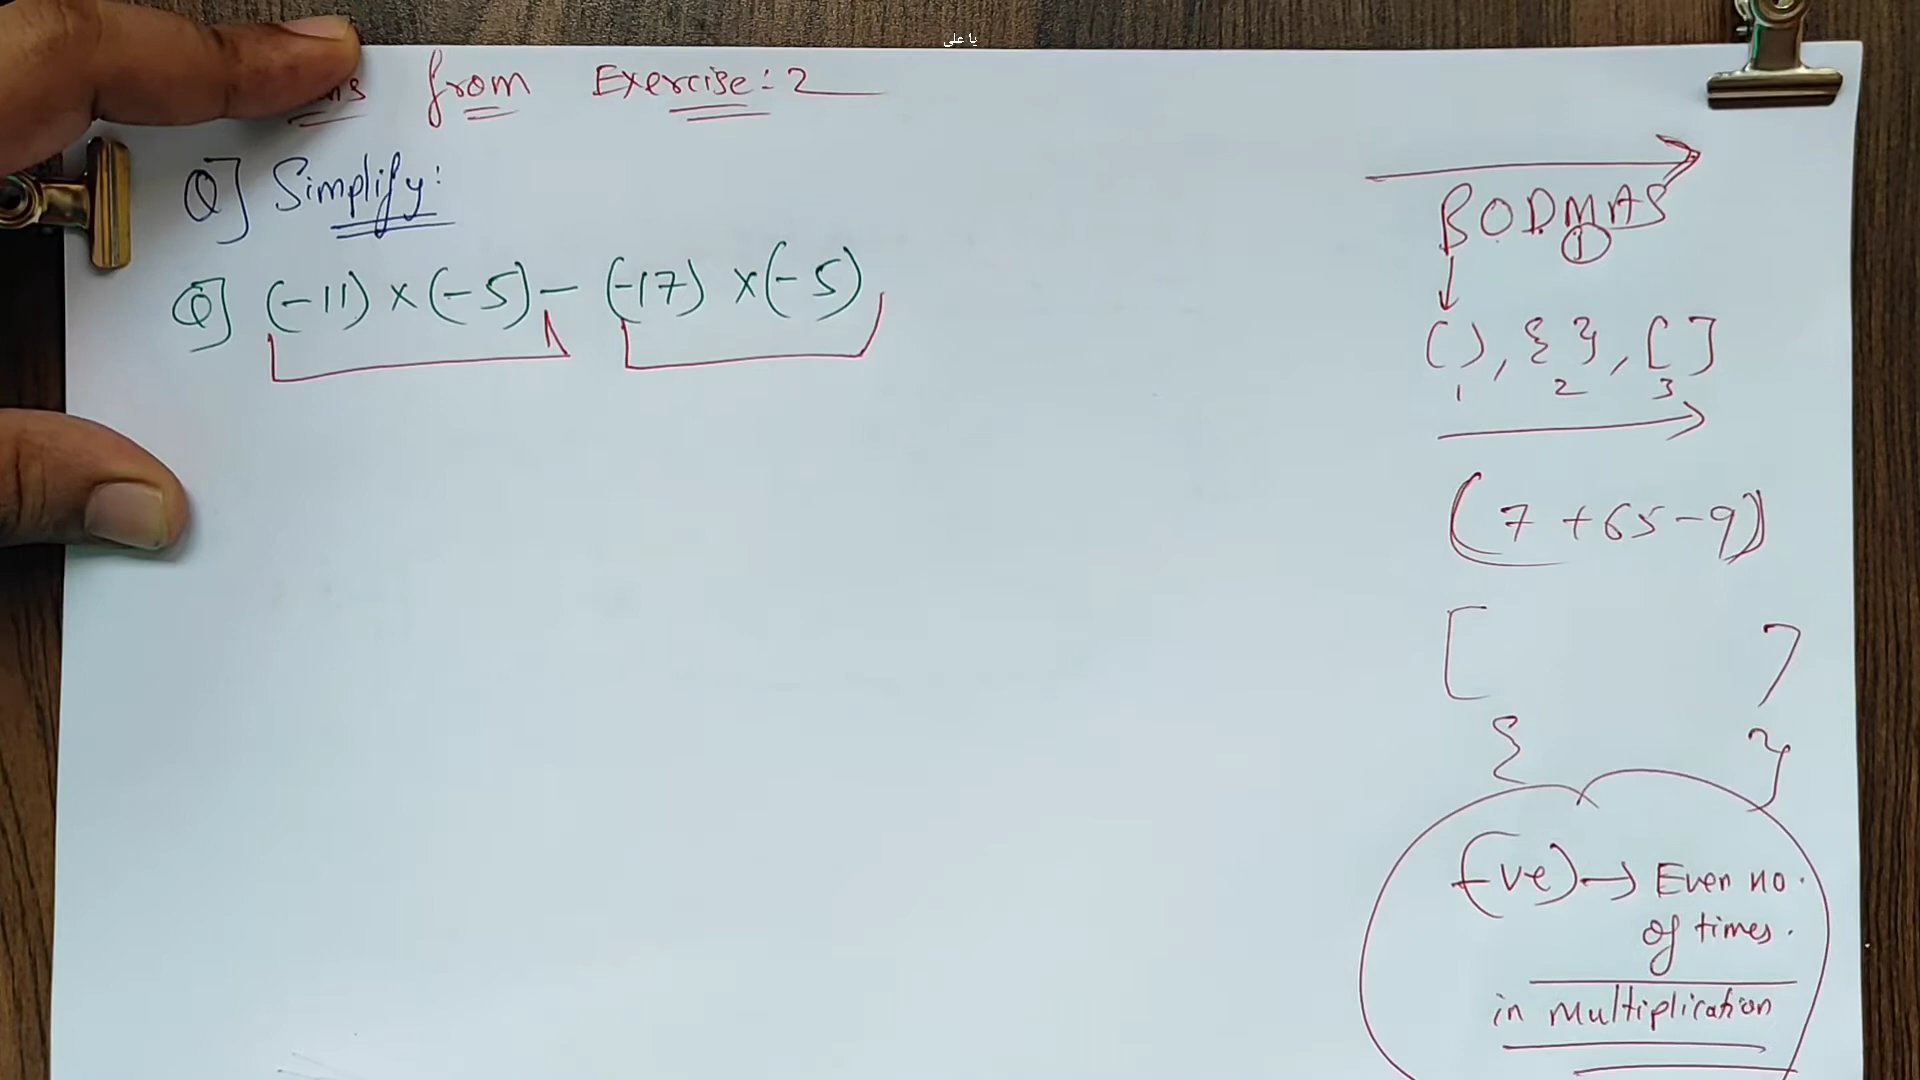 يا على
from Exercise: 2
Q] Simplify:
Q] (-11) × (-5) - (-17) × (-5)
BODMAS
1
( ), { }, [ ]
1 2 3
(7 + 65 - 9)
[ ]
{ }
(-ve) → Even no.
of times.
in multiplication